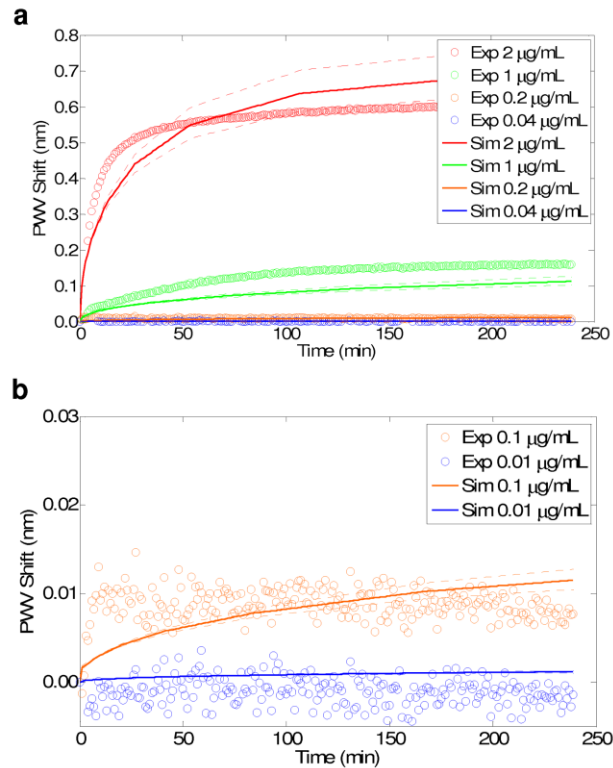 a
Exp 2 µg/mL
Exp 1 µg/mL
Exp 0.2 µg/mL
Exp 0.04 µg/mL
Sim 2 µg/mL
Sim 1 µg/mL
Sim 0.2 µg/mL
Sim 0.04 µg/mL
PWV Shift (nm)
0.8
0.7
0.6
0.5
0.4
0.3
0.2
0.1
0.0
0 50 100 150 200 250
Time (min)
b
Exp 0.1 µg/mL
Exp 0.01 µg/mL
Sim 0.1 µg/mL
Sim 0.01 µg/mL
PWV Shift (nm)
0.03
0.02
0.01
0.00
0 50 100 150 200 250
Time (min)